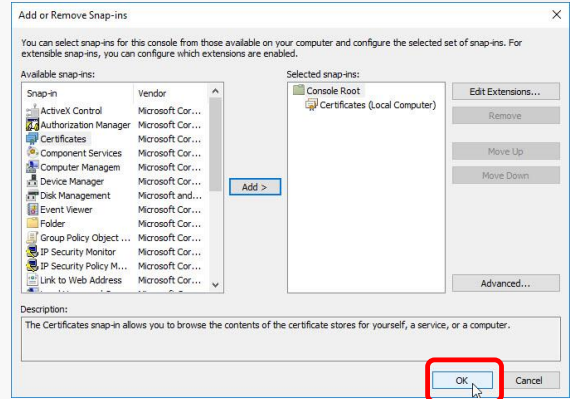 Add or Remove Snap-ins
You can select snap-ins for this console from those available on your computer and configure the selected set of snap-ins. For
extensible snap-ins, you can configure which extensions are enabled.
Available snap-ins:
Snap-in Vendor
ActiveX Control Microsoft Cor...
Authorization Manager Microsoft Cor...
Certificates Microsoft Cor...
Component Services Microsoft Cor...
Computer Managem Microsoft Cor...
Device Manager Microsoft Cor...
Disk Management Microsoft and...
Event Viewer Microsoft Cor...
Folder Microsoft Cor...
Group Policy Object ... Microsoft Cor...
IP Security Monitor Microsoft Cor...
IP Security Policy M... Microsoft Cor...
Link to Web Address Microsoft Cor...
Add >
Selected snap-ins:
Console Root
Certificates (Local Computer)
Edit Extensions...
Remove
Move Up
Move Down
Advanced...
Description:
The Certificates snap-in allows you to browse the contents of the certificate stores for yourself, a service, or a computer.
OK
Cancel